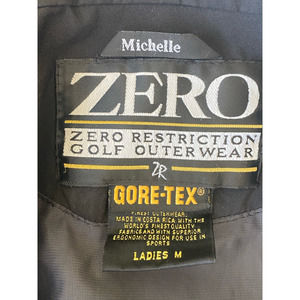 Michelle
ZERO
ZERO RESTRICTION
GOLF OUTERWEAR
ZR
GORE-TEX®
FINEST OUTERWEAR.
MADE IN COSTA RICA WITH THE
WORLD'S FINEST QUALITY
FABRICS AND WITH SUPERIOR
ERGONOMIC DESIGN FOR USE IN
SPORTS
LADIES M